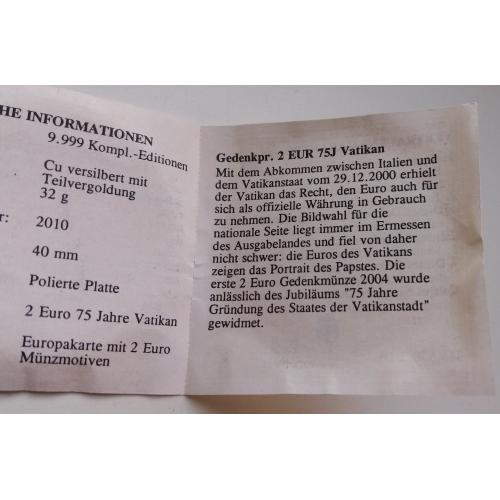 HE INFORMATIONEN
9.999 Kompl.-Editionen
Cu versilbert mit
Teilvergoldung
32 g
r: 2010
40 mm
Polierte Platte
2 Euro 75 Jahre Vatikan
Europakarte mit 2 Euro
Münzmotiven
Gedenkpr. 2 EUR 75J Vatikan
Mit dem Abkommen zwischen Italien und
dem Vatikanstaat vom 29.12.2000 erhielt
der Vatikan das Recht, den Euro auch für
sich als offizielle Währung in Gebrauch
zu nehmen. Die Bildwahl für die
nationale Seite liegt immer im Ermessen
des Ausgabelandes und fiel von daher
nicht schwer: die Euros des Vatikans
zeigen das Portrait des Papstes. Die
erste 2 Euro Gedenkmünze 2004 wurde
anlässlich des Jubiläums "75 Jahre
Gründung des Staates der Vatikanstadt"
gewidmet.